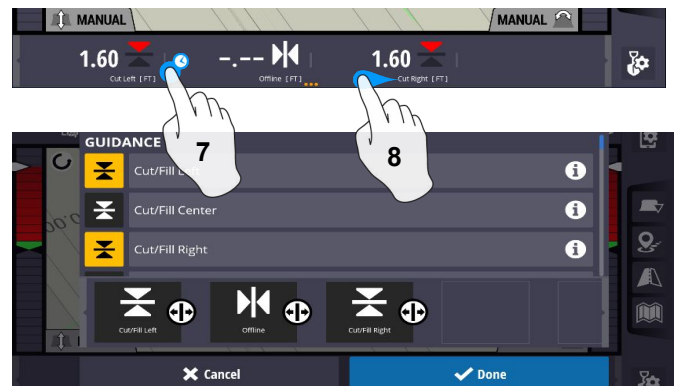 MANUAL MANUAL
1.60 -.-- 1.60
Cut Left [FT] Offline [FT] Cut Right [FT]
7 8
GUIDANCE
Cut/Fill
Cut/Fill Center
Cut/Fill Right
Cut/Fill Left Offline Cut/Fill Right
Cancel Done